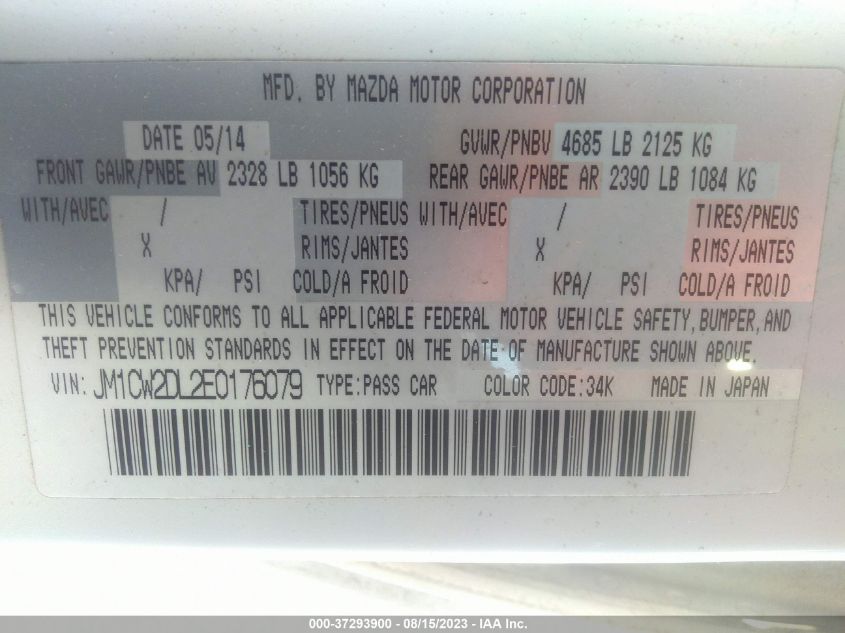 MFD. BY MAZDA MOTOR CORPORATION
DATE 05/14 GVWR/PNBV 4685 LB 2125 KG
FRONT GAWR/PNBE AV 2328 LB 1056 KG REAR GAWR/PNBE AR 2390 LB 1084 KG
WITH/AVEC / TIRES/PNEUS WITH/AVEC / TIRES/PNEUS
X RIMS/JANTES X RIMS/JANTES
KPA/ PSI COLD/A FROID KPA/ PSI COLD/A FROID
THIS VEHICLE CONFORMS TO ALL APPLICABLE FEDERAL MOTOR VEHICLE SAFETY,BUMPER,AND
THEFT PREVENTION STANDARDS IN EFFECT ON THE DATE OF MANUFACTURE SHOWN ABOVE.
VIN: JM1CW2DL2E0176079 TYPE:PASS CAR COLOR CODE:34K MADE IN JAPAN
000-37293900 - 08/15/2023 - IAA Inc.